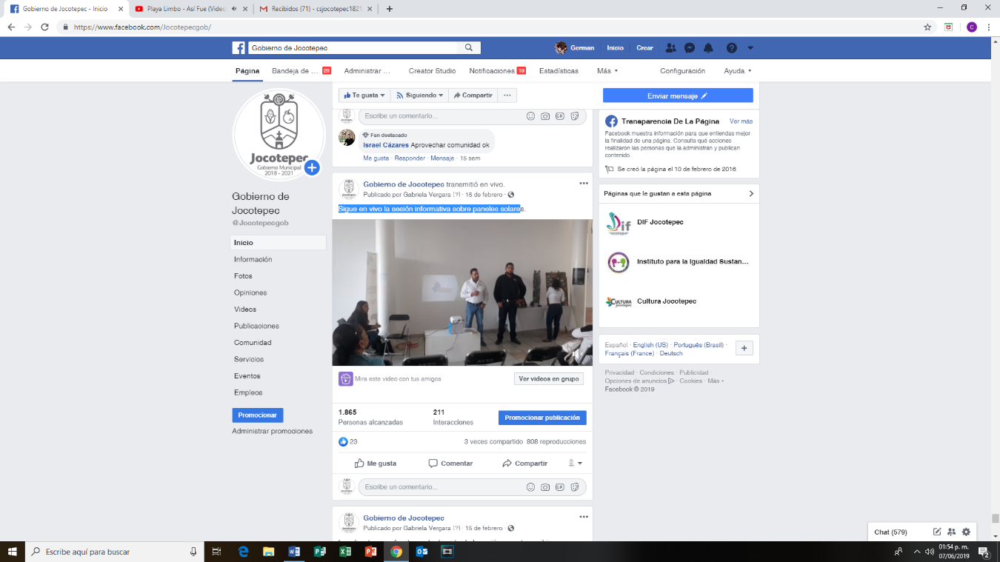 Gobierno de Jocotepec - Inicio
Playa Limbo - Así Fue (Video
Recibidos (71) - csjocotepec1821
https://www.facebook.com/Jocotepecgob/
C
Gobierno de Jocotepec
German Inicio Crear
Página Bandeja de ... 28 Administrar ... Creator Studio Notificaciones 19 Estadísticas Más Configuración Ayuda
Jocotepec
Gobierno Municipal
2018 - 2021
Gobierno de
Jocotepec
@Jocotepecgob
Inicio
Información
Fotos
Opiniones
Videos
Publicaciones
Comunidad
Servicios
Eventos
Empleos
Promocionar
Administrar promociones
Te gusta Siguiendo Compartir ...
Escribe un comentario... GIF
Fan destacado
Israel Cázares Aprovechar comunidad ok
Me gusta · Responder · Mensaje · 15 sem
Gobierno de Jocotepec transmitió en vivo.
Publicado por Gabriela Vergara [?] · 15 de febrero ·
Sigue en vivo la sesión informativa sobre paneles solares.
Mira este video con tus amigos Ver videos en grupo
1.865 211
Personas alcanzadas Interacciones Promocionar publicación
23 3 veces compartido 808 reproducciones
Me gusta Comentar Compartir
Escribe un comentario... GIF
Gobierno de Jocotepec
Publicado por Gabriela Vergara [?] · 15 de febrero ·
Enviar mensaje
Transparencia De La Página Ver más
Facebook muestra información para que entiendas mejor
la finalidad de una página. Consulta qué acciones
realizaron las personas que la administran y publican
contenido.
Se creó la página el 10 de febrero de 2016
Páginas que le gustan a esta página
Dif
Jocotepec
DIF Jocotepec
Instituto para la Igualdad Sustan...
CULTURA
Jocotepec
Cultura Jocotepec
Español · English (US) · Português (Brasil) ·
Français (France) · Deutsch
Privacidad · Condiciones · Publicidad ·
Opciones de anuncios · Cookies · Más
Facebook © 2019
Chat (579)
Escribe aquí para buscar
01:54 p. m.
07/06/2019
2